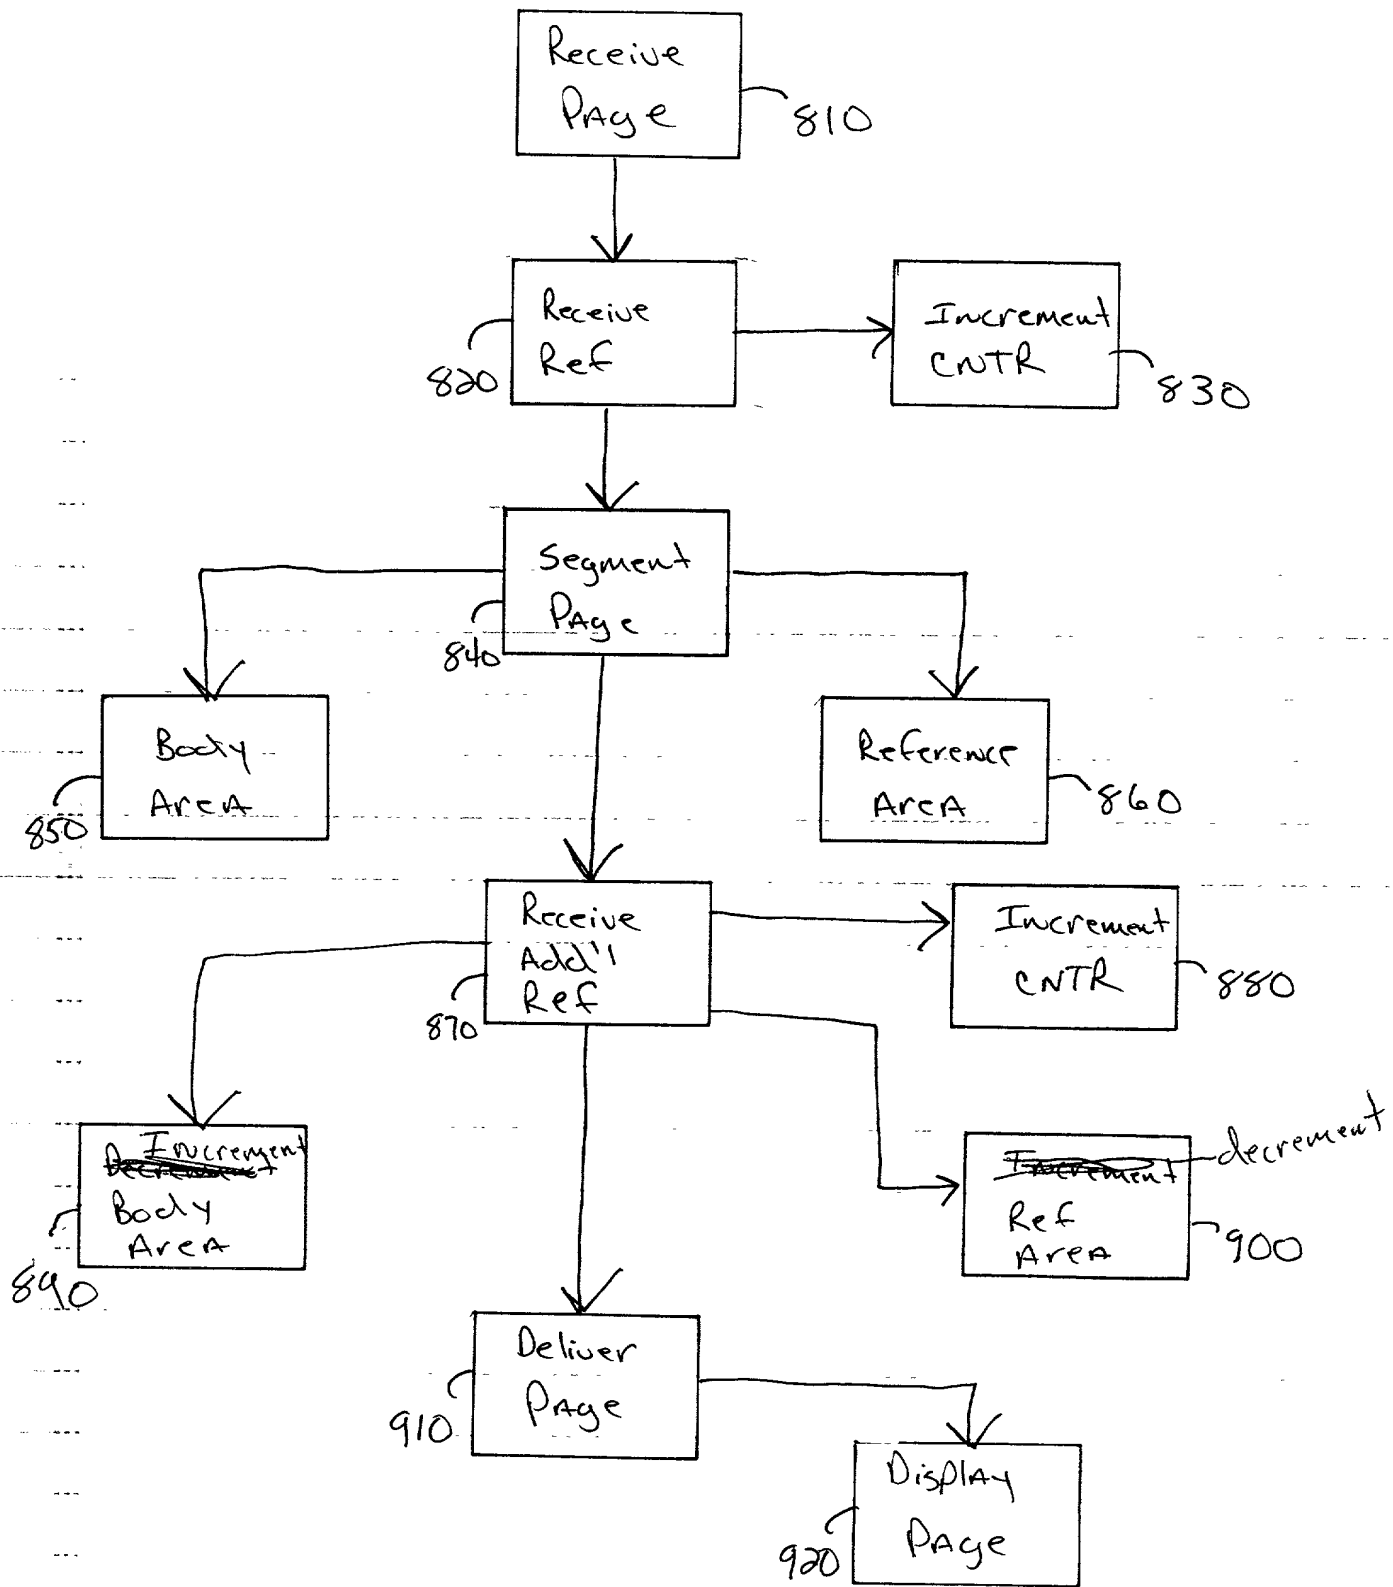 Receive
Page
810
Receive
Ref
820
Increment
CNTR
830
Segment
Page
840
Body
Area
850
Reference
Area
860
Receive
Add'l
Ref
870
Increment
CNTR
880
Increment
Decrement
Body
Area
890
Increment
decrement
Ref
Area
900
Deliver
Page
910
Display
Page
920